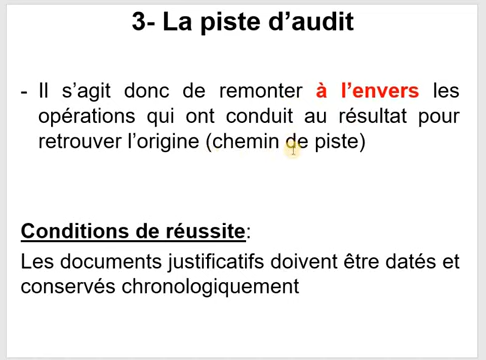 3- La piste d’audit
- Il s’agit donc de remonter à l’envers les
opérations qui ont conduit au résultat pour
retrouver l’origine (chemin de piste)
Conditions de réussite:
Les documents justificatifs doivent être datés et
conservés chronologiquement